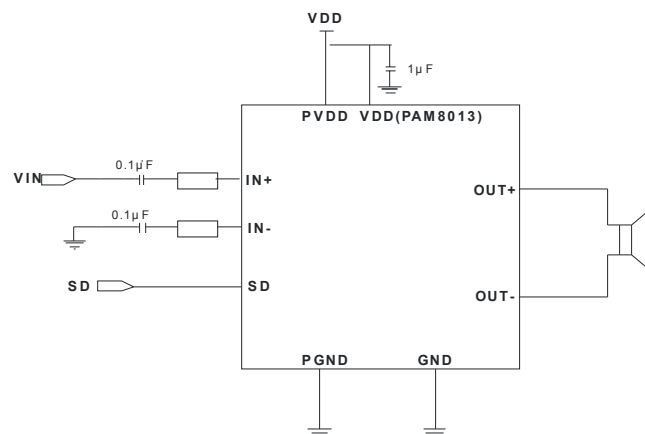 VDD
1µF
PVDD VDD(PAM8013)
0.1µF
VIN
IN+
OUT+
0.1µF
IN-
SD
SD
OUT-
PGND
GND